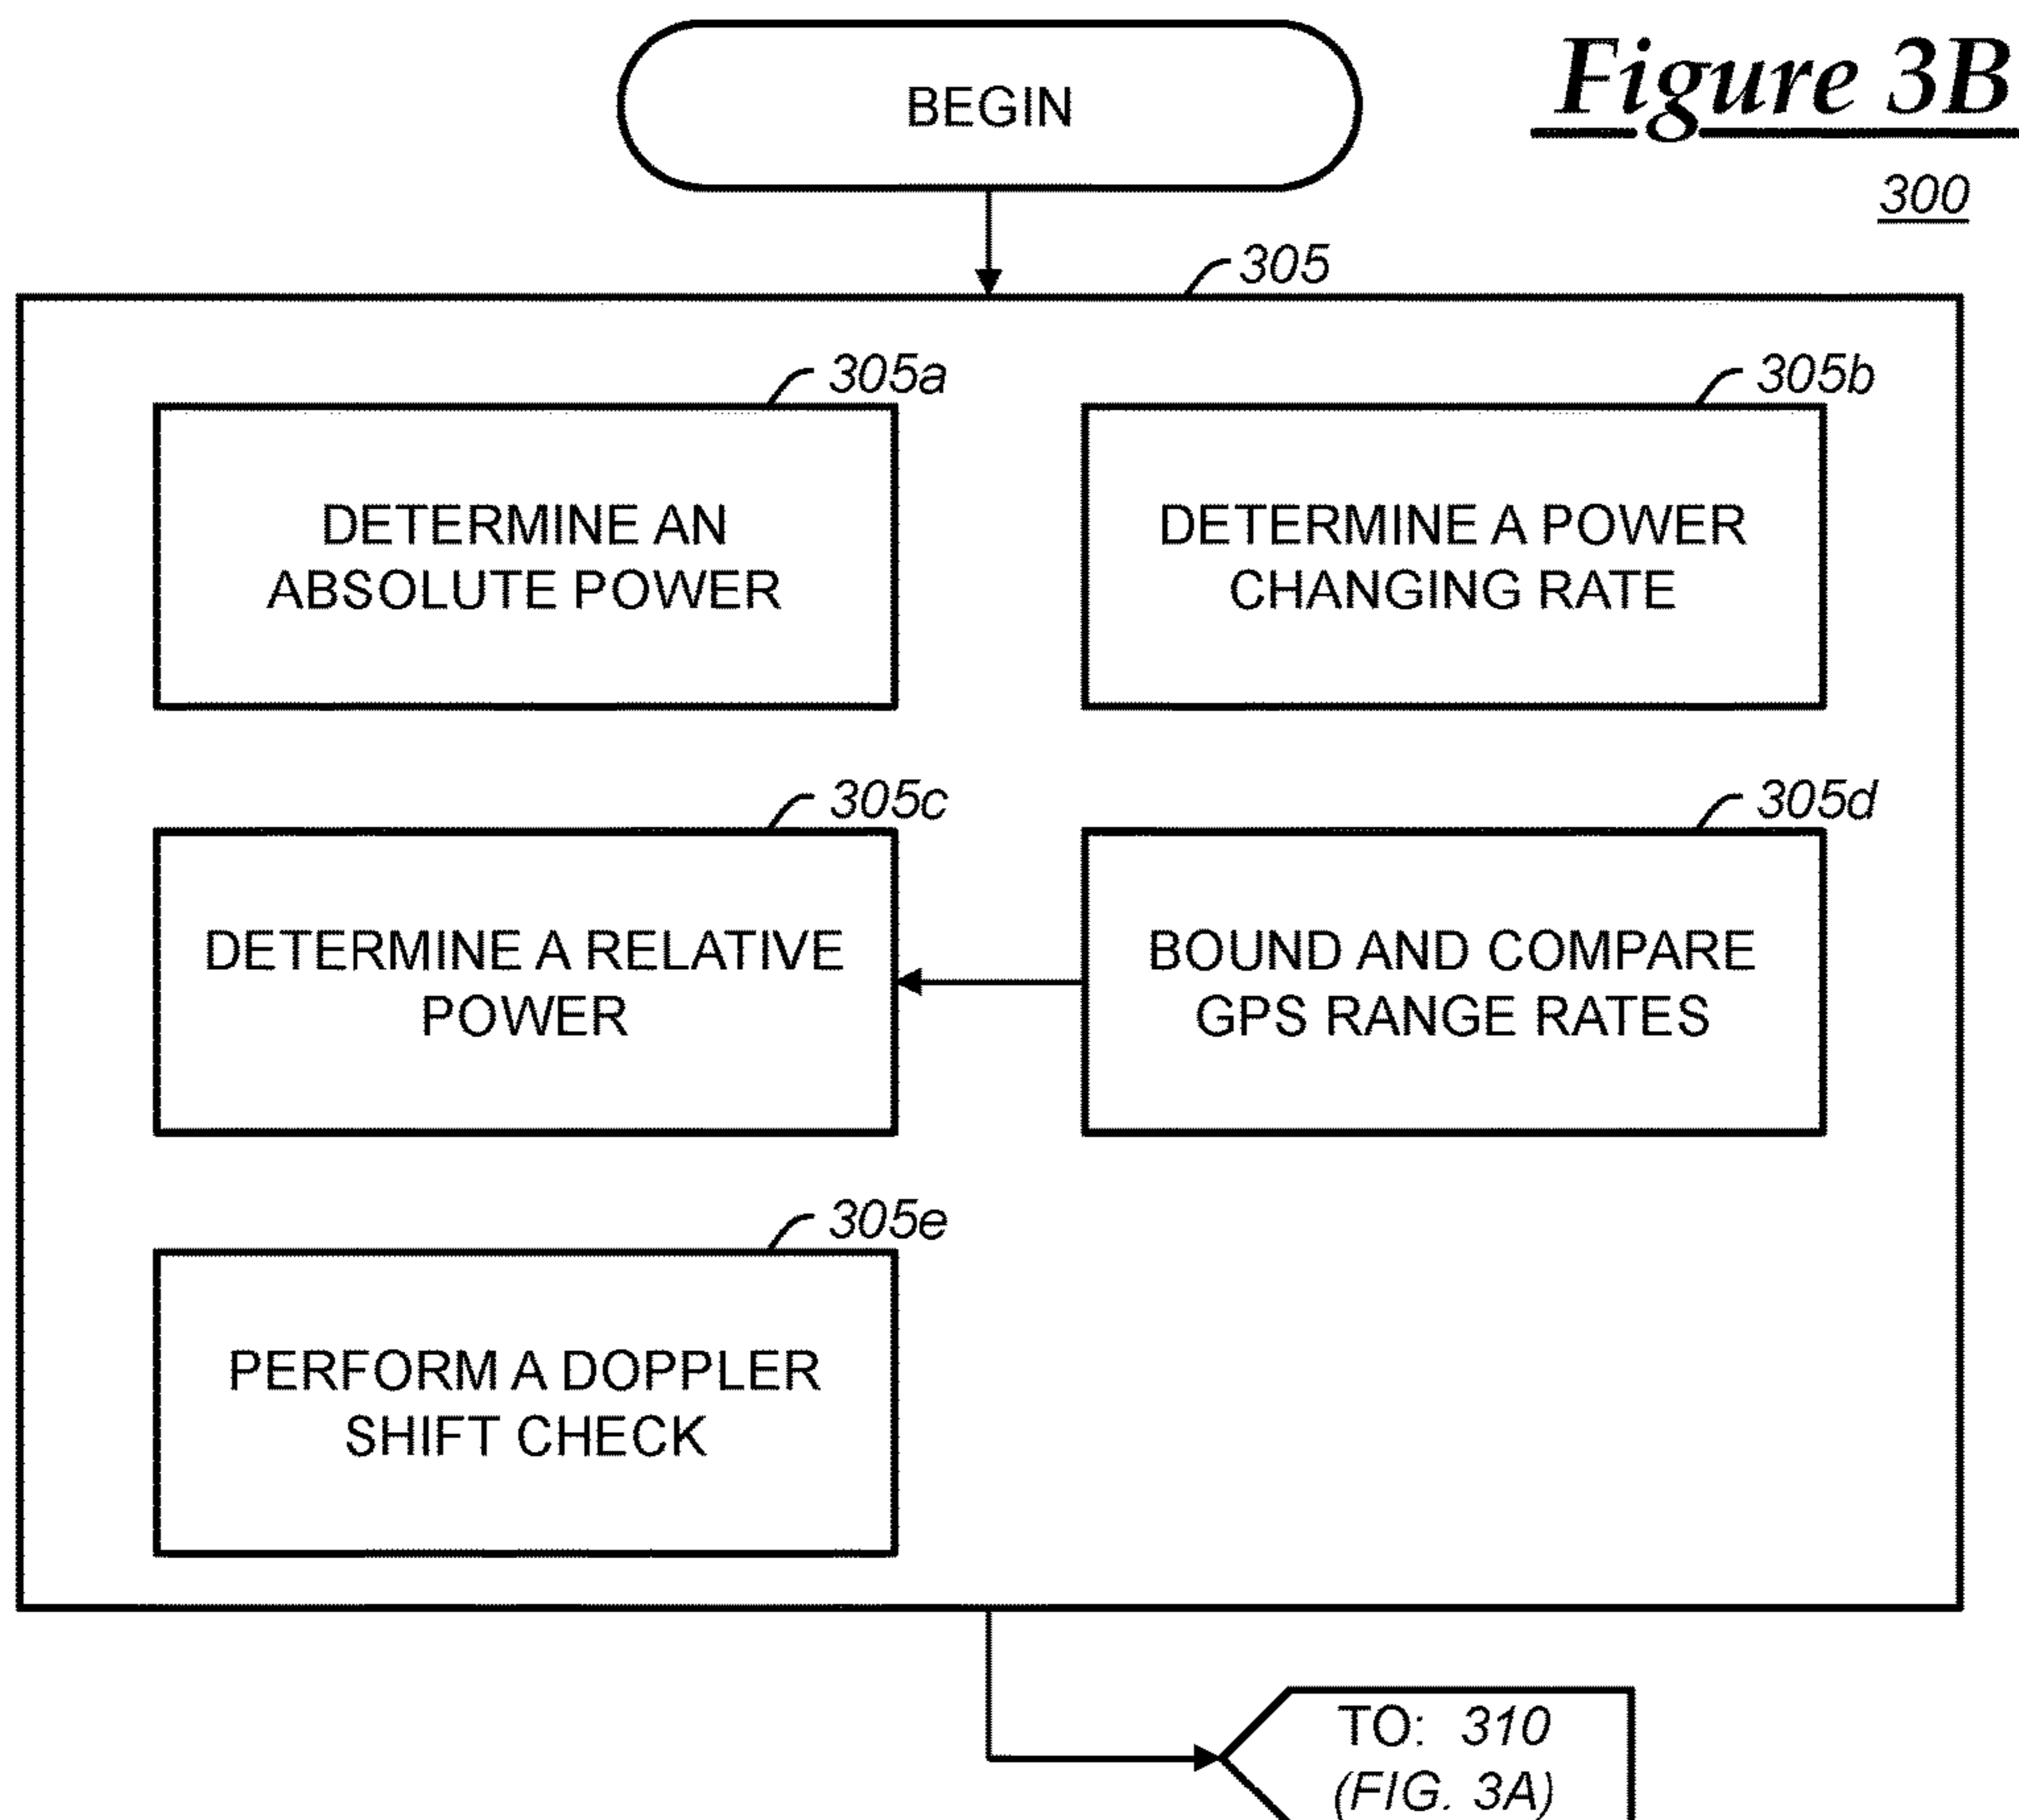 BEGIN
Figure 3B
300
305
305a
305b
DETERMINE AN
ABSOLUTE POWER
DETERMINE A POWER
CHANGING RATE
305c
305d
DETERMINE A RELATIVE
POWER
BOUND AND COMPARE
GPS RANGE RATES
305e
PERFORM A DOPPLER
SHIFT CHECK
TO: 310
(FIG. 3A)